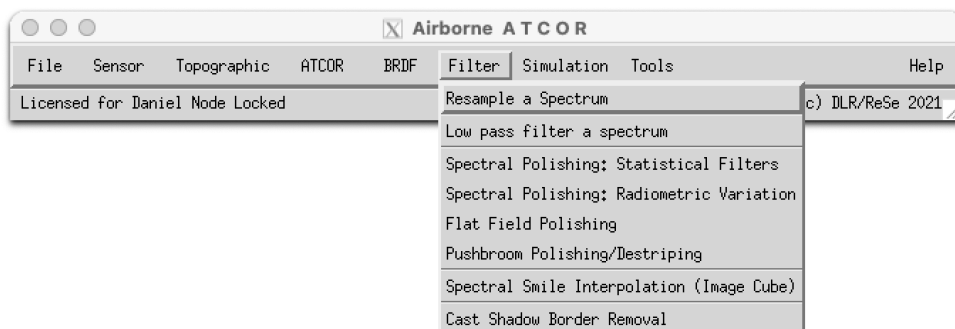 Airborne A T C O R
File Sensor Topographic ATCOR BRDF Filter Simulation Tools Help
Licensed for Daniel Node Locked c) DLR/ReSe 2021
Resample a Spectrum
Low pass filter a spectrum
Spectral Polishing: Statistical Filters
Spectral Polishing: Radiometric Variation
Flat Field Polishing
Pushbroom Polishing/Destriping
Spectral Smile Interpolation (Image Cube)
Cast Shadow Border Removal